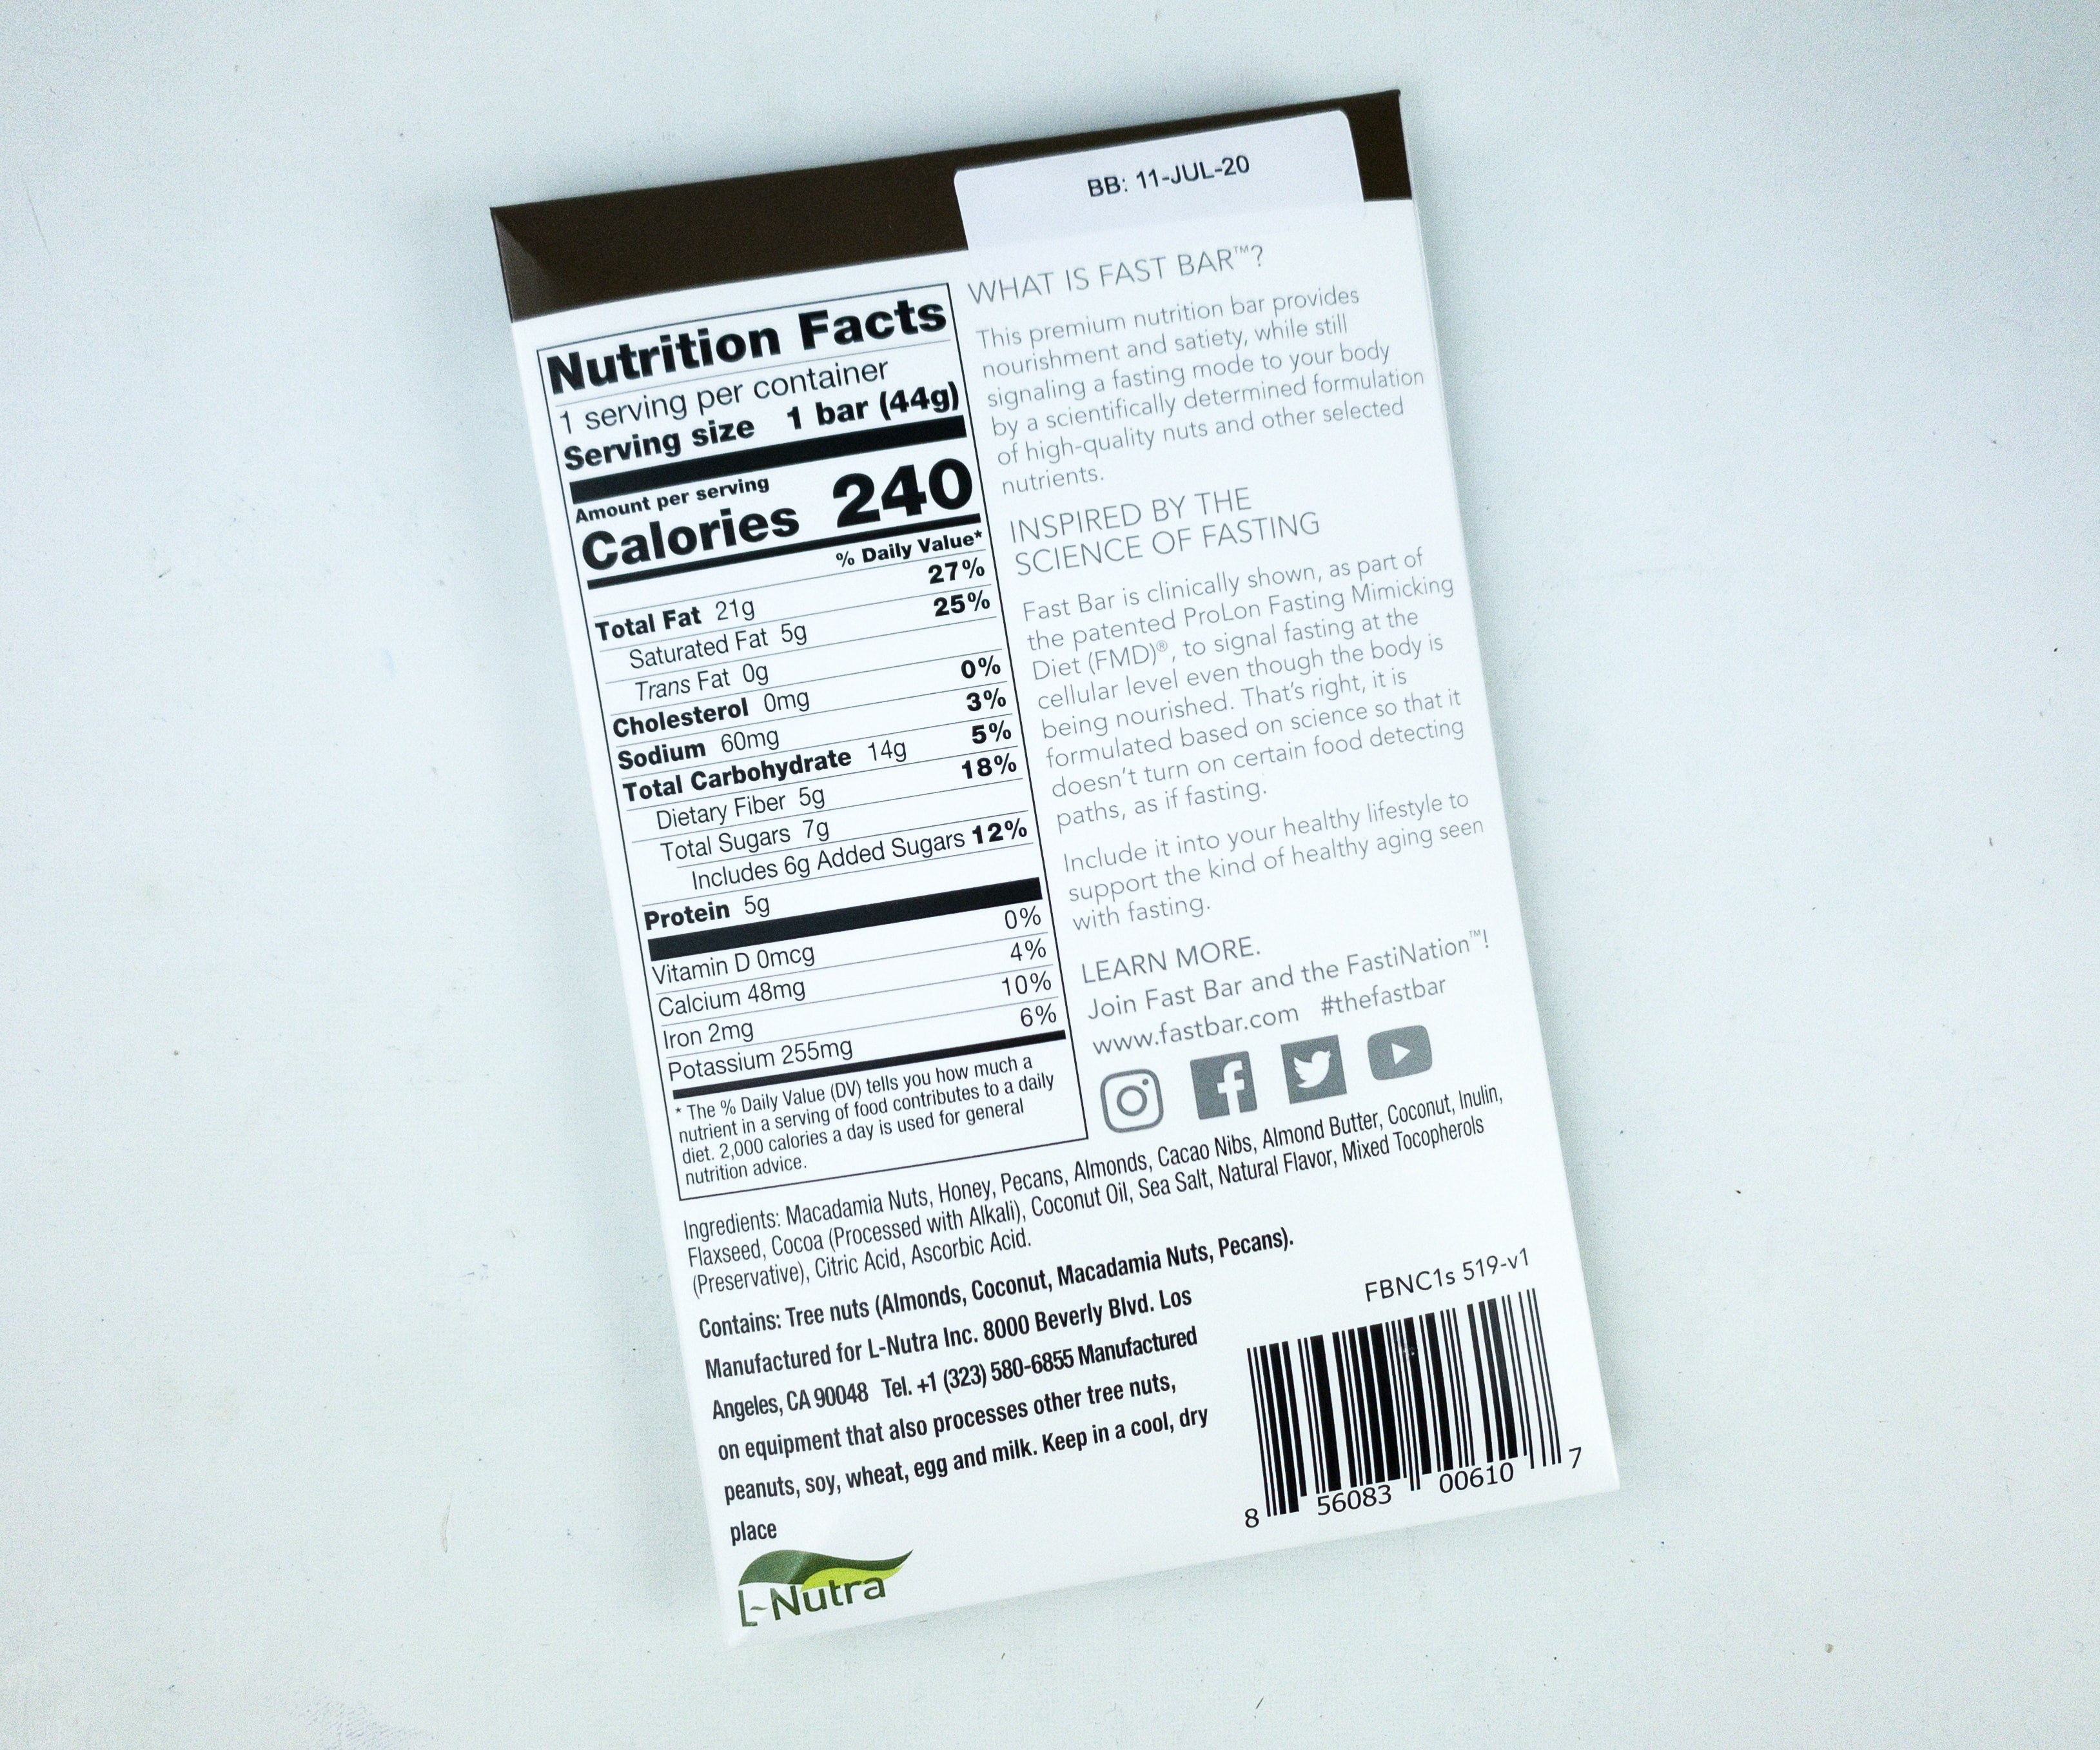 BB: 11-JUL-20
Nutrition Facts
1 serving per container
Serving size 1 bar (44g)
Amount per serving
Calories 240
% Daily Value*
Total Fat 21g 27%
Saturated Fat 5g 25%
Trans Fat 0g
Cholesterol 0mg 0%
Sodium 60mg 3%
Total Carbohydrate 14g 5%
Dietary Fiber 5g 18%
Total Sugars 7g
Includes 6g Added Sugars 12%
Protein 5g
Vitamin D 0mcg 0%
Calcium 48mg 4%
Iron 2mg 10%
Potassium 255mg 6%
* The % Daily Value (DV) tells you how much a
nutrient in a serving of food contributes to a daily
diet. 2,000 calories a day is used for general
nutrition advice.
WHAT IS FAST BAR™?
This premium nutrition bar provides
nourishment and satiety, while still
signaling a fasting mode to your body
by a scientifically determined formulation
of high-quality nuts and other selected
nutrients.
INSPIRED BY THE
SCIENCE OF FASTING
Fast Bar is clinically shown, as part of
the patented ProLon Fasting Mimicking
Diet (FMD)®, to signal fasting at the
cellular level even though the body is
being nourished. That's right, it is
formulated based on science so that it
doesn't turn on certain food detecting
paths, as if fasting.
Include it into your healthy lifestyle to
support the kind of healthy aging seen
with fasting.
LEARN MORE.
Join Fast Bar and the FastiNation™!
www.fastbar.com #thefastbar
Ingredients: Macadamia Nuts, Honey, Pecans, Almonds, Cacao Nibs, Almond Butter, Coconut, Inulin,
Flaxseed, Cocoa (Processed with Alkali), Coconut Oil, Sea Salt, Natural Flavor, Mixed Tocopherols
(Preservative), Citric Acid, Ascorbic Acid.
Contains: Tree nuts (Almonds, Coconut, Macadamia Nuts, Pecans).
Manufactured for L-Nutra Inc. 8000 Beverly Blvd. Los
Angeles, CA 90048 Tel. +1 (323) 580-6855 Manufactured
on equipment that also processes other tree nuts,
peanuts, soy, wheat, egg and milk. Keep in a cool, dry
place
L-Nutra
FBNC1s 519-v1
8 56083 00610 7